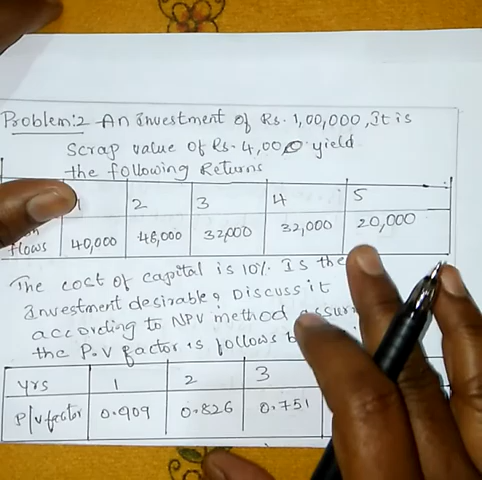 Problem:2 An Investment of Rs. 1,00,000, It is
Scrap value of Rs. 4,000 yield
the following Returns
1 2 3 4 5
flows 40,000 48,000 32,000 32,000 20,000
The cost of capital is 10%. Is the
Investment desirable, Discuss it
according to NPV method
the P.V factor is follows
yrs 1 2 3
P/V factor 0.909 0.826 0.751